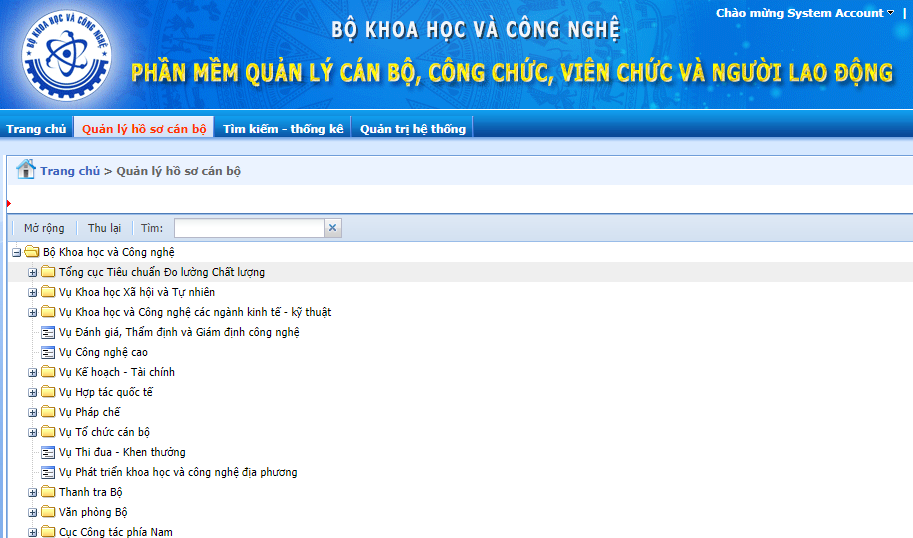 Chào mừng System Account |
BỘ KHOA HỌC VÀ CÔNG NGHỆ
BỘ KHOA HỌC VÀ CÔNG NGHỆ
PHẦN MỀM QUẢN LÝ CÁN BỘ, CÔNG CHỨC, VIÊN CHỨC VÀ NGƯỜI LAO ĐỘNG
Trang chủ Quản lý hồ sơ cán bộ Tìm kiếm - thống kê Quản trị hệ thống
Trang chủ > Quản lý hồ sơ cán bộ
Mở rộng Thu lại Tìm:
Bộ Khoa học và Công nghệ
Tổng cục Tiêu chuẩn Đo lường Chất lượng
Vụ Khoa học Xã hội và Tự nhiên
Vụ Khoa học và Công nghệ các ngành kinh tế - kỹ thuật
Vụ Đánh giá, Thẩm định và Giám định công nghệ
Vụ Công nghệ cao
Vụ Kế hoạch - Tài chính
Vụ Hợp tác quốc tế
Vụ Pháp chế
Vụ Tổ chức cán bộ
Vụ Thi đua - Khen thưởng
Vụ Phát triển khoa học và công nghệ địa phương
Thanh tra Bộ
Văn phòng Bộ
Cục Công tác phía Nam